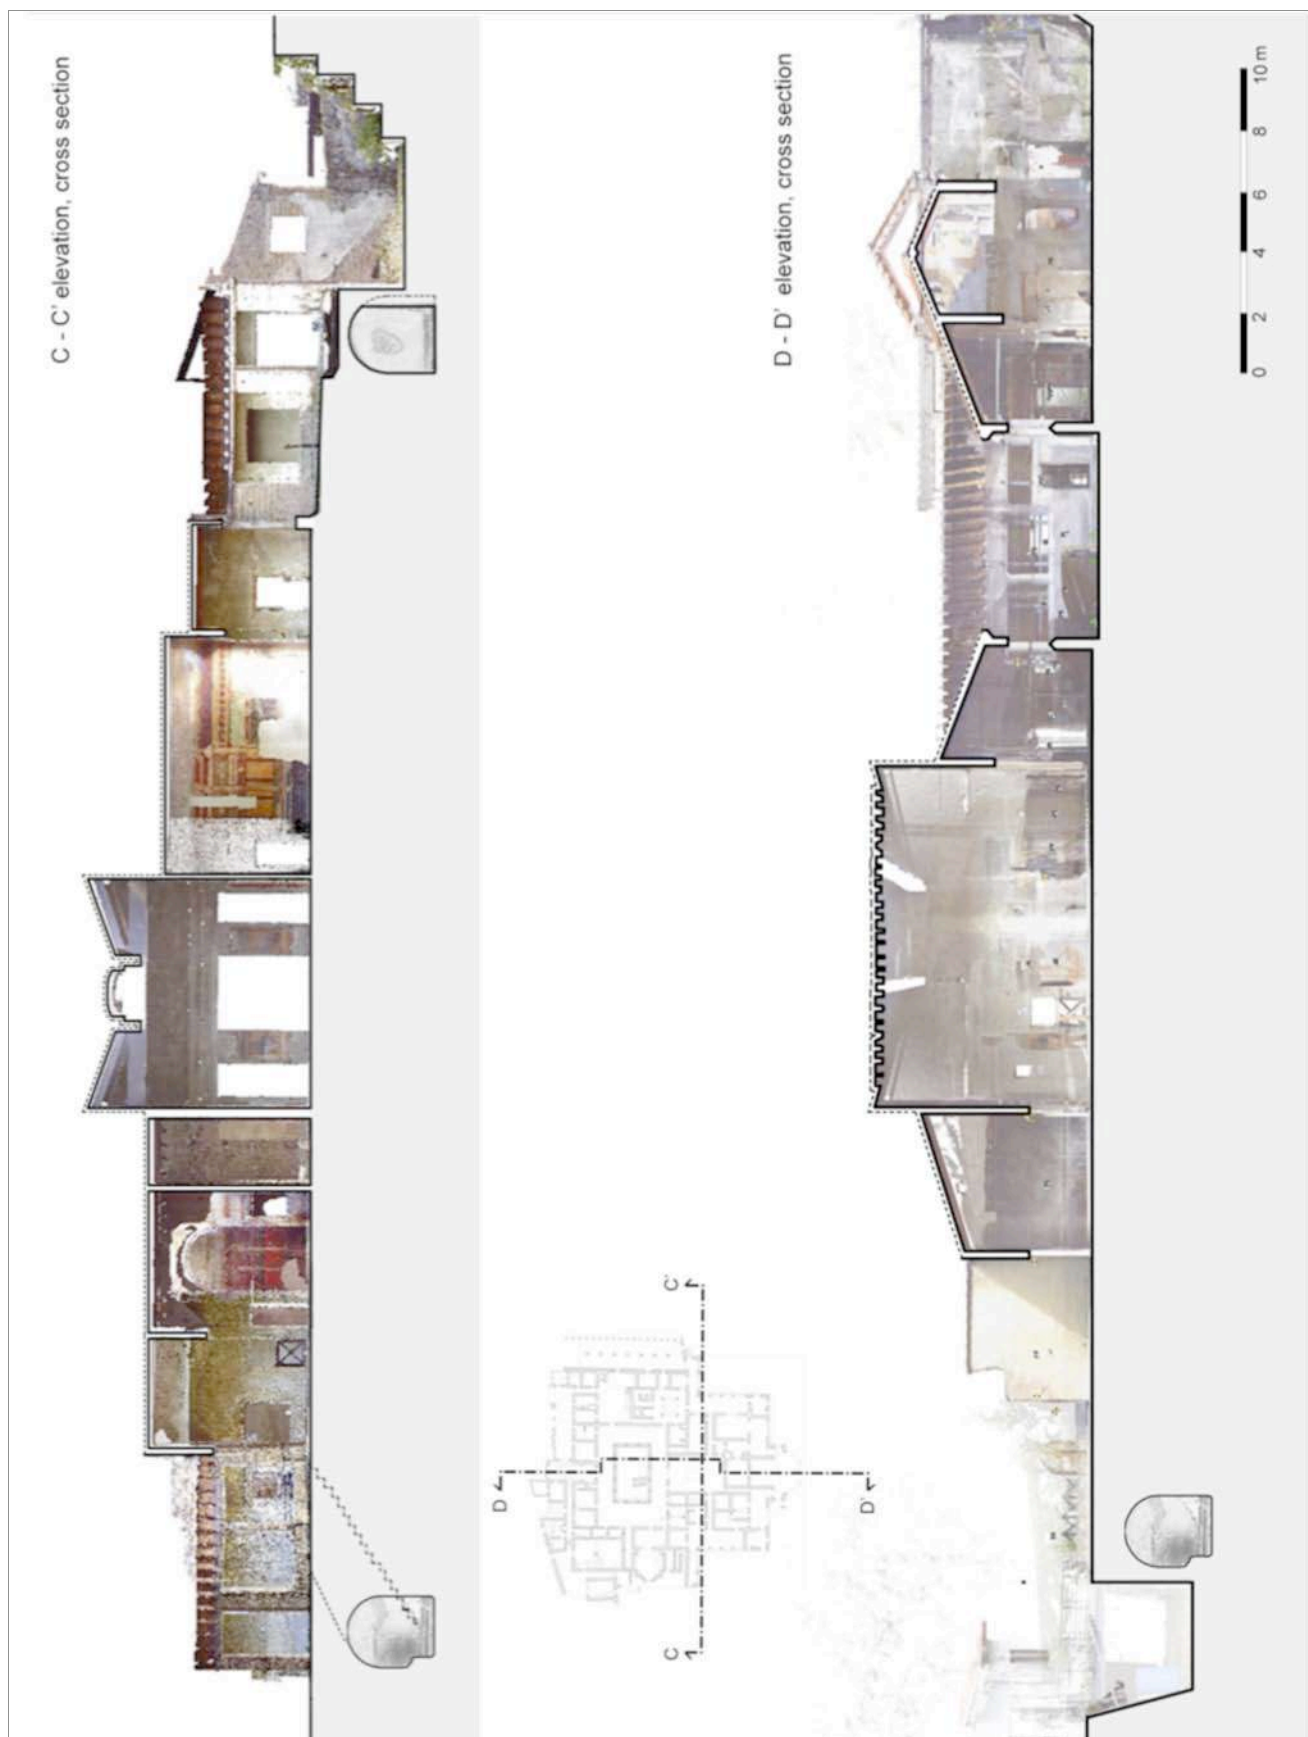 C - C' elevation, cross section
D - D' elevation, cross section
0 2 4 6 8 10 m
C
C'
D
D'